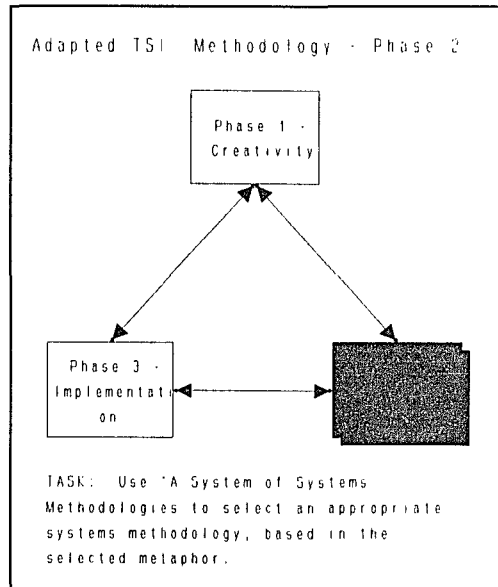 Adapted TSI Methodology - Phase 2
Phase 1 -
Creativity
Phase 3 -
Implementati
on
TASK: Use "A System of Systems
Methodologies to select an appropriate
systems methodology, based in the
selected metaphor.